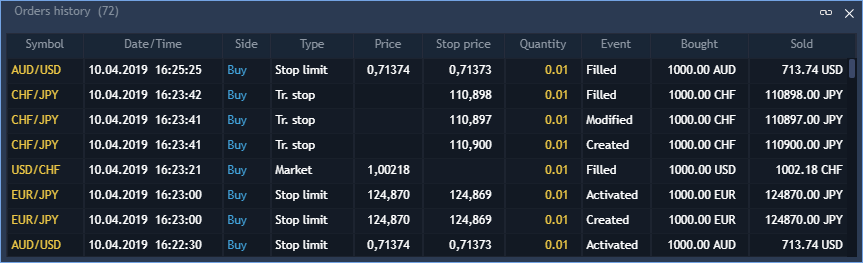 Orders history (72)
Symbol Date/Time Side Type Price Stop price Quantity Event Bought Sold
AUD/USD 10.04.2019 16:25:25 Buy Stop limit 0,71374 0,71373 0.01 Filled 1000.00 AUD 713.74 USD
CHF/JPY 10.04.2019 16:23:42 Buy Tr. stop 110,898 0.01 Filled 1000.00 CHF 110898.00 JPY
CHF/JPY 10.04.2019 16:23:41 Buy Tr. stop 110,897 0.01 Modified 1000.00 CHF 110897.00 JPY
CHF/JPY 10.04.2019 16:23:41 Buy Tr. stop 110,900 0.01 Created 1000.00 CHF 110900.00 JPY
USD/CHF 10.04.2019 16:23:21 Buy Market 1,00218 0.01 Filled 1000.00 USD 1002.18 CHF
EUR/JPY 10.04.2019 16:23:00 Buy Stop limit 124,870 124,869 0.01 Activated 1000.00 EUR 124870.00 JPY
EUR/JPY 10.04.2019 16:23:00 Buy Stop limit 124,870 124,869 0.01 Created 1000.00 EUR 124870.00 JPY
AUD/USD 10.04.2019 16:22:30 Buy Stop limit 0,71374 0,71373 0.01 Activated 1000.00 AUD 713.74 USD